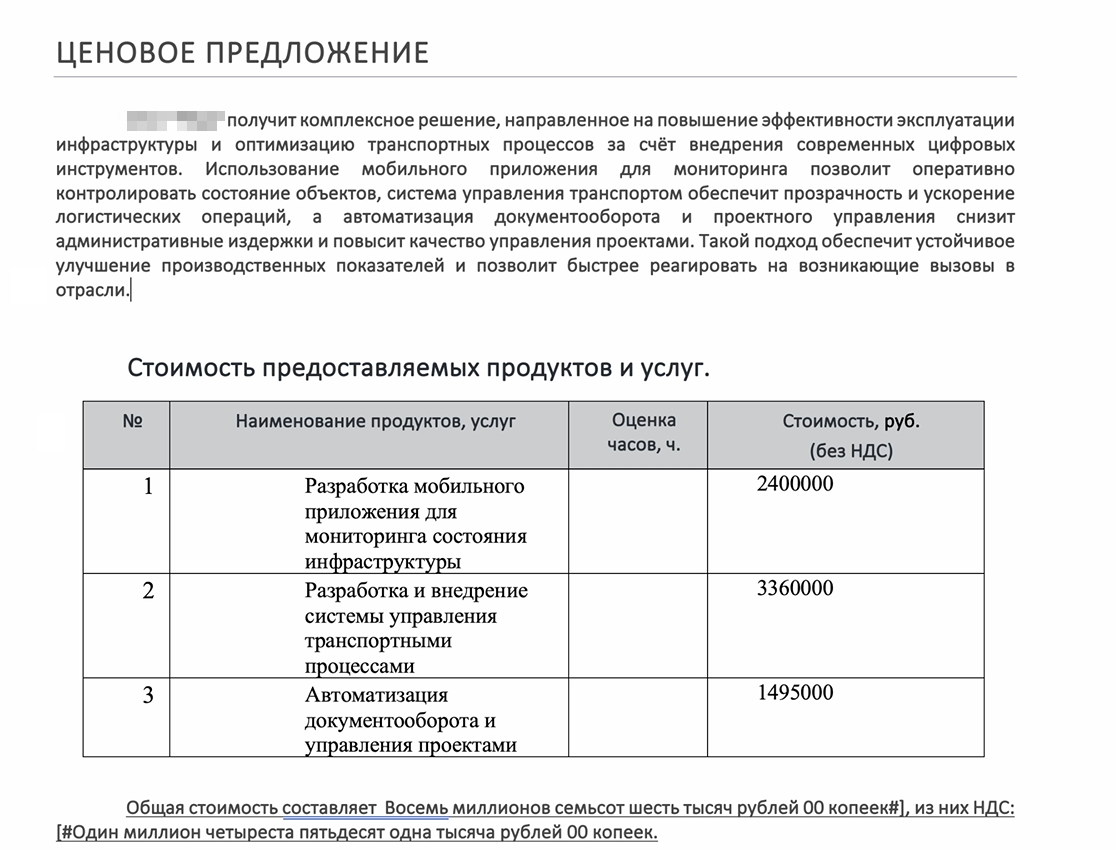 ЦЕНОВОЕ ПРЕДЛОЖЕНИЕ
получит комплексное решение, направленное на повышение эффективности эксплуатации
инфраструктуры и оптимизацию транспортных процессов за счёт внедрения современных цифровых
инструментов. Использование мобильного приложения для мониторинга позволит оперативно
контролировать состояние объектов, система управления транспортом обеспечит прозрачность и ускорение
логистических операций, а автоматизация документооборота и проектного управления снизит
административные издержки и повысит качество управления проектами. Такой подход обеспечит устойчивое
улучшение производственных показателей и позволит быстрее реагировать на возникающие вызовы в
отрасли.
Стоимость предоставляемых продуктов и услуг.
№ Наименование продуктов, услуг Оценка часов, ч. Стоимость, руб. (без НДС)
1 Разработка мобильного 2400000
приложения для
мониторинга состояния
инфраструктуры
2 Разработка и внедрение 3360000
системы управления
транспортными
процессами
3 Автоматизация 1495000
документооборота и
управления проектами
Общая стоимость составляет Восемь миллионов семьсот шесть тысяч рублей 00 копеек#], из них НДС:
[#Один миллион четыреста пятьдесят одна тысяча рублей 00 копеек.